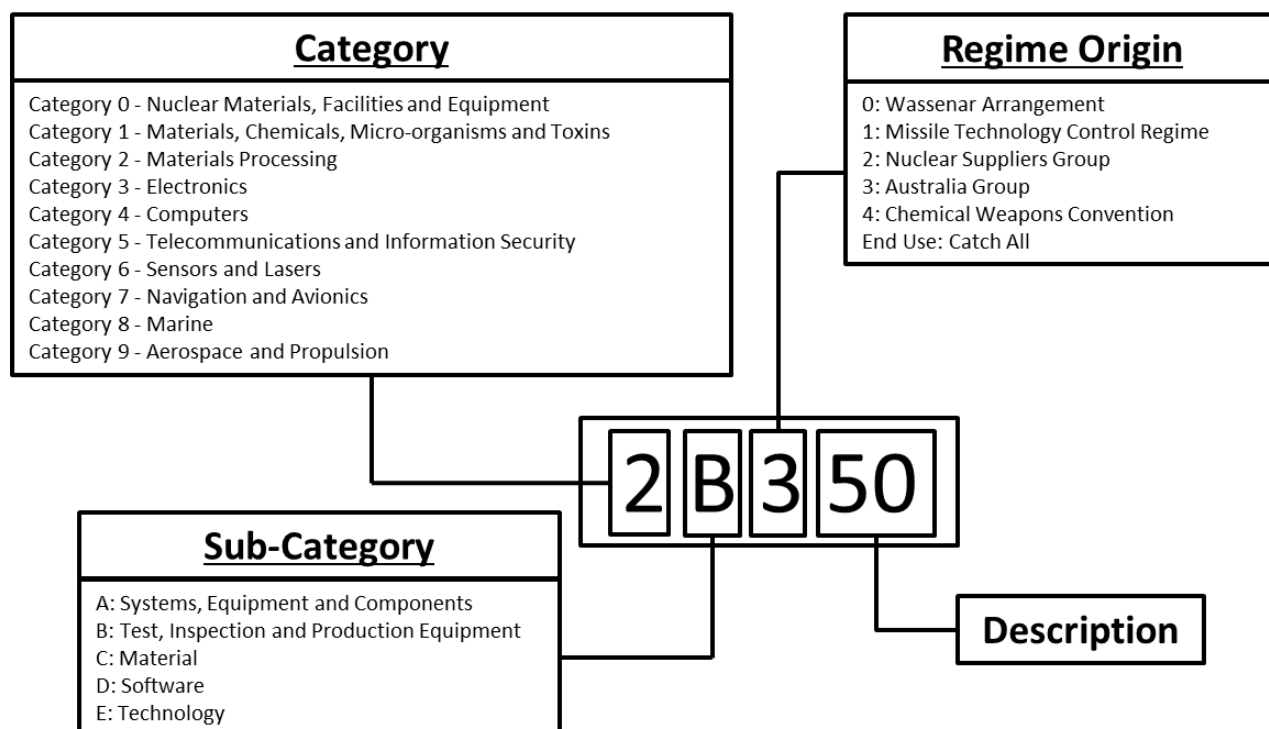 Category
Category 0 - Nuclear Materials, Facilities and Equipment
Category 1 - Materials, Chemicals, Micro-organisms and Toxins
Category 2 - Materials Processing
Category 3 - Electronics
Category 4 - Computers
Category 5 - Telecommunications and Information Security
Category 6 - Sensors and Lasers
Category 7 - Navigation and Avionics
Category 8 - Marine
Category 9 - Aerospace and Propulsion
Regime Origin
0: Wassenar Arrangement
1: Missile Technology Control Regime
2: Nuclear Suppliers Group
3: Australia Group
4: Chemical Weapons Convention
End Use: Catch All
2 B 3 50
Sub-Category
A: Systems, Equipment and Components
B: Test, Inspection and Production Equipment
C: Material
D: Software
E: Technology
Description